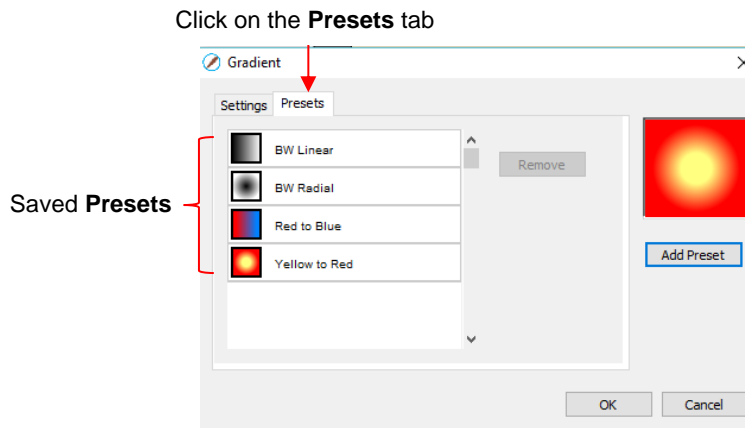 Click on the Presets tab
Gradient
Settings Presets
BW Linear
Remove
BW Radial
Saved Presets
Red to Blue
Add Preset
Yellow to Red
OK Cancel